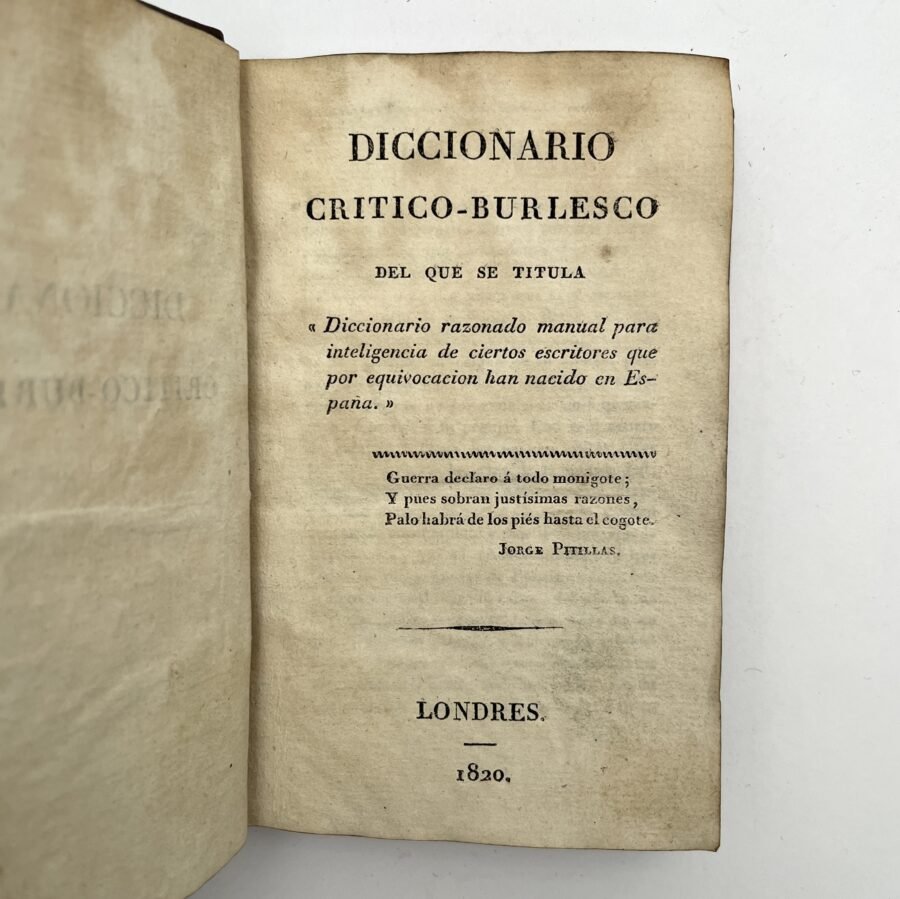 DICCIONARIO
CRITICO-BURLESCO
DEL QUE SE TITULA
« Diccionario razonado manual para
inteligencia de ciertos escritores que
por equivocacion han nacido en Es-
paña. »
Guerra declaro á todo monigote;
Y pues sobran justísimas razones,
Palo habrá de los piés hasta el cogote.
JORGE PITILLAS.
LONDRES.
1820.